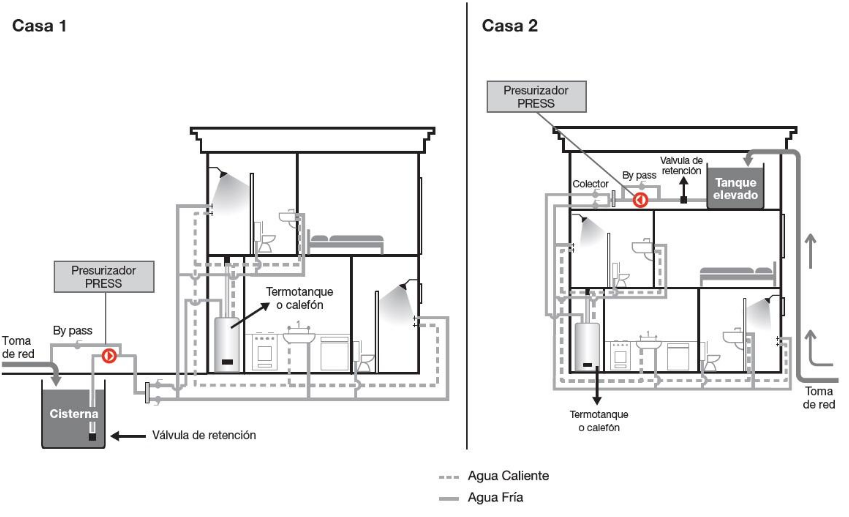 Casa 1
Casa 2
Presurizador
PRESS
Valvula de
retención
By pass
Colector
Tanque
elevado
Presurizador
PRESS
Termotanque
o calefón
By pass
Toma
de red
Cisterna
Válvula de retención
Toma
de red
Termotanque
o calefón
Agua Caliente
Agua Fría